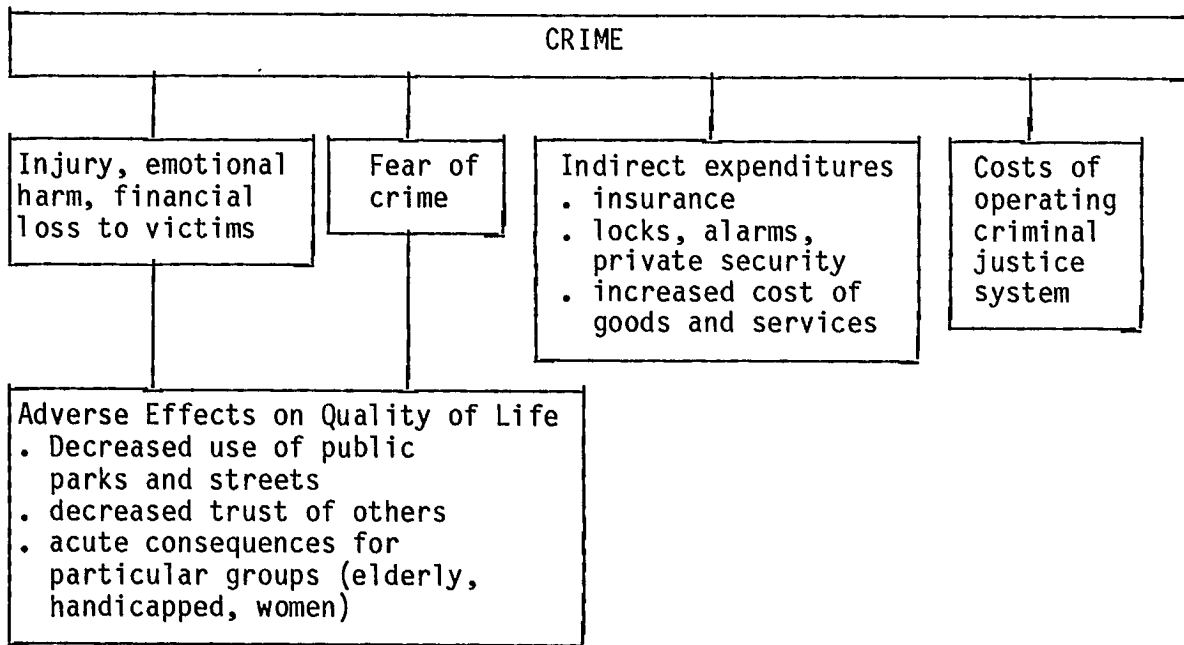 CRIME
Injury, emotional
harm, financial
loss to victims
Fear of
crime
Indirect expenditures
. insurance
. locks, alarms,
private security
. increased cost of
goods and services
Costs of
operating
criminal
justice
system
Adverse Effects on Quality of Life
. Decreased use of public
parks and streets
. decreased trust of others
. acute consequences for
particular groups (elderly,
handicapped, women)